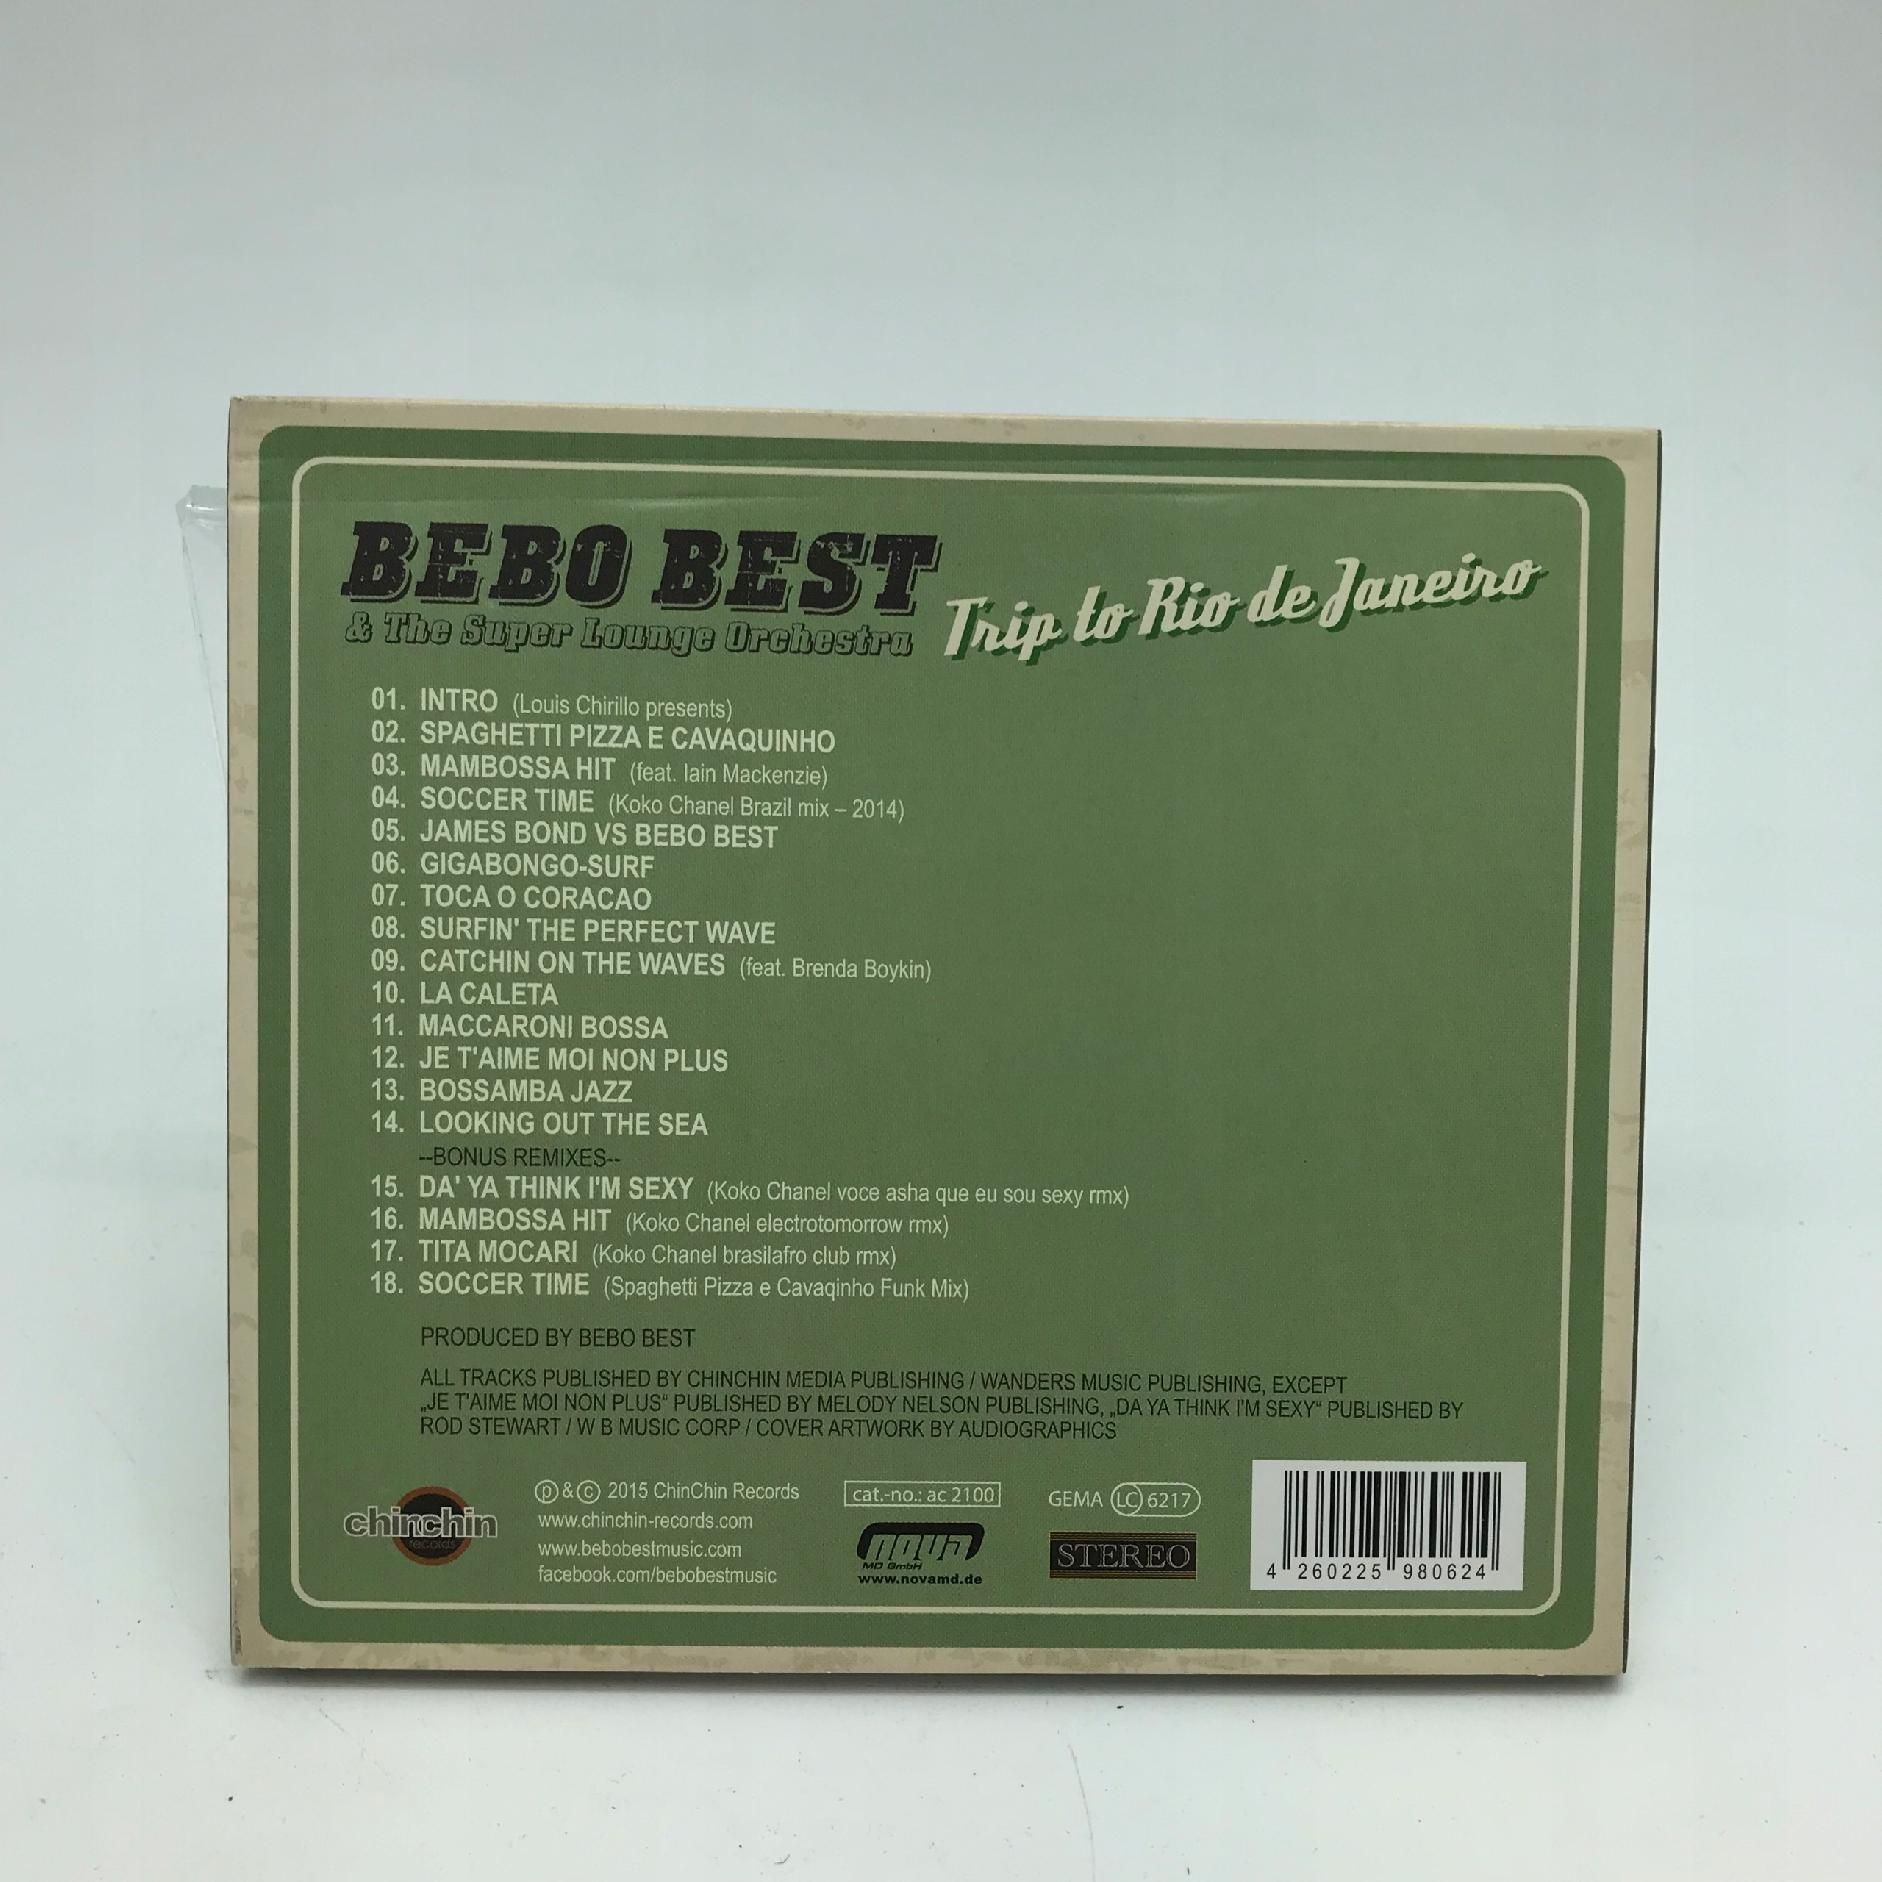 BEBO BEST
& The Super Lounge Orchestra
Trip to Rio de Janeiro
01. INTRO (Louis Chirillo presents)
02. SPAGHETTI PIZZA E CAVAQUINHO
03. MAMBOSSA HIT (feat. Iain Mackenzie)
04. SOCCER TIME (Koko Chanel Brazil mix – 2014)
05. JAMES BOND VS BEBO BEST
06. GIGABONGO-SURF
07. TOCA O CORACAO
08. SURFIN' THE PERFECT WAVE
09. CATCHIN ON THE WAVES (feat. Brenda Boykin)
10. LA CALETA
11. MACCARONI BOSSA
12. JE T'AIME MOI NON PLUS
13. BOSSAMBA JAZZ
14. LOOKING OUT THE SEA
--BONUS REMIXES--
15. DA' YA THINK I'M SEXY (Koko Chanel voce asha que eu sou sexy rmx)
16. MAMBOSSA HIT (Koko Chanel electrotomorrow rmx)
17. TITA MOCARI (Koko Chanel brasilafro club rmx)
18. SOCCER TIME (Spaghetti Pizza e Cavaqinho Funk Mix)
PRODUCED BY BEBO BEST
ALL TRACKS PUBLISHED BY CHINCHIN MEDIA PUBLISHING / WANDERS MUSIC PUBLISHING, EXCEPT
„JE T'AIME MOI NON PLUS“ PUBLISHED BY MELODY NELSON PUBLISHING, „DA YA THINK I'M SEXY“ PUBLISHED BY
ROD STEWART / W B MUSIC CORP / COVER ARTWORK BY AUDIOGRAPHICS
chinchin
records
℗ & © 2015 ChinChin Records
www.chinchin-records.com
www.bebobestmusic.com
facebook.com/bebobestmusic
cat.-no.: ac 2100
nova
MD GmbH
www.novamd.de
GEMA LC 6217
STEREO
4 260225 980624